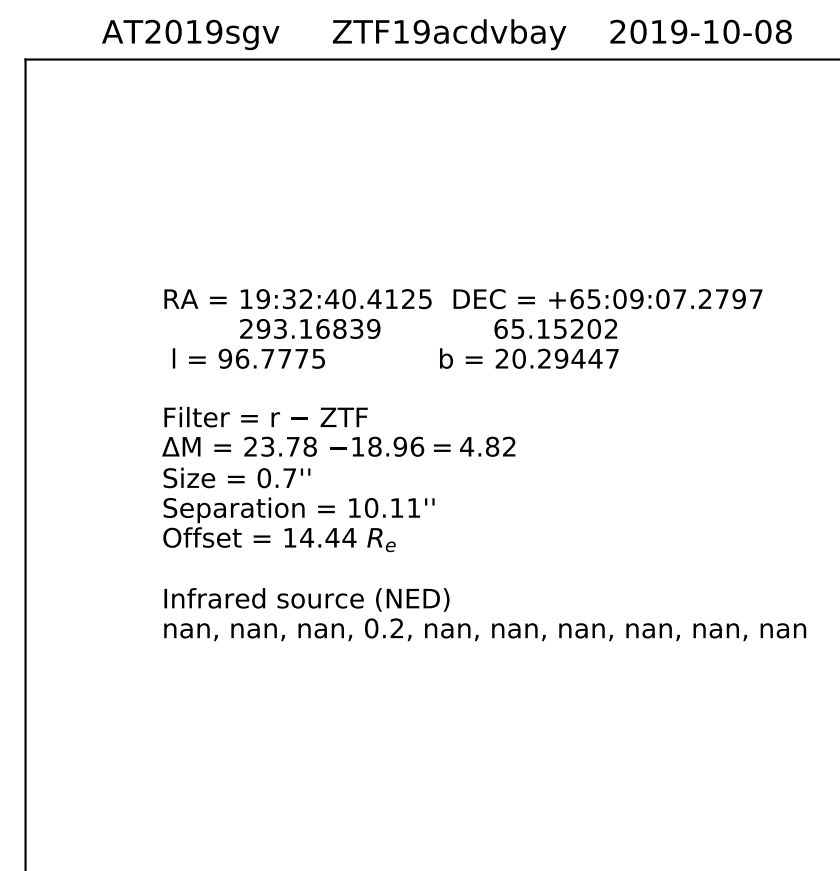 AT2019sgv ZTF19acdvbay 2019-10-08
RA = 19:32:40.4125 DEC = +65:09:07.2797
293.16839 65.15202
l = 96.7775 b = 20.29447
Filter = r − ZTF
ΔM = 23.78 −18.96 = 4.82
Size = 0.7''
Separation = 10.11''
Offset = 14.44 Re
Infrared source (NED)
nan, nan, nan, 0.2, nan, nan, nan, nan, nan, nan